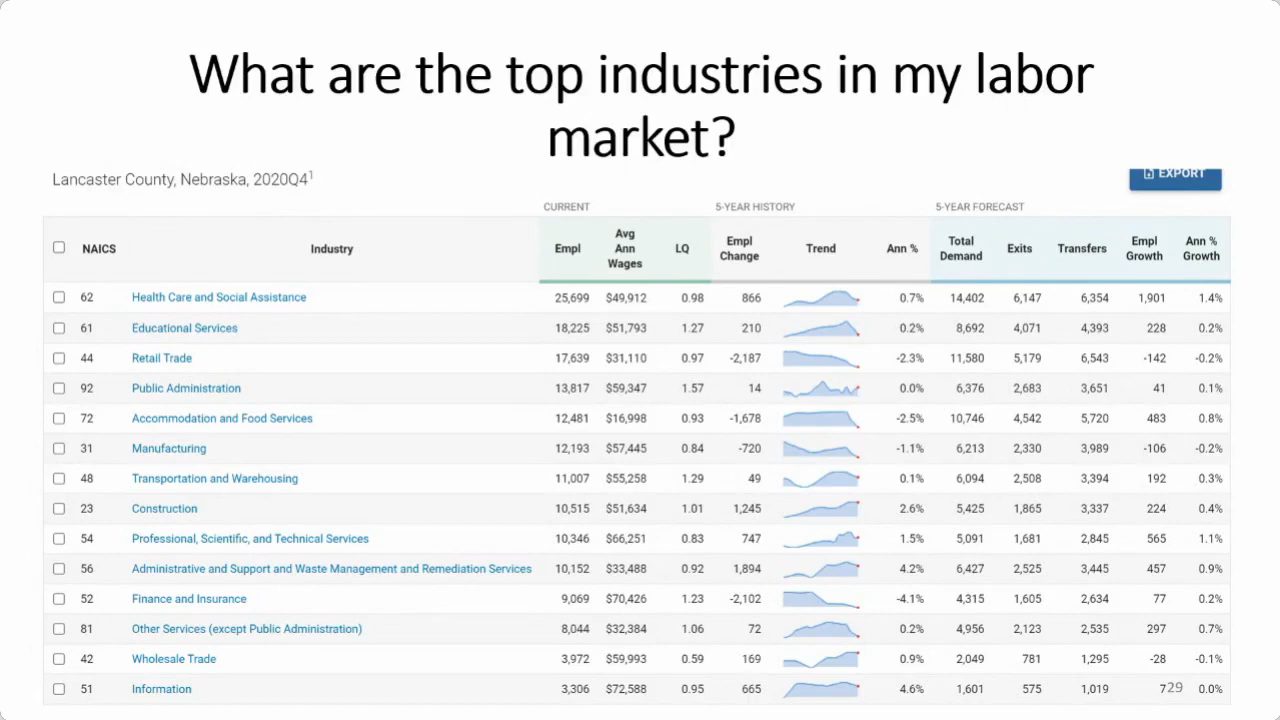 What are the top industries in my labor
market?
Lancaster County, Nebraska, 2020Q4¹
EXPORT
CURRENT 5-YEAR HISTORY 5-YEAR FORECAST
NAICS Industry Empl Avg Ann Wages LQ Empl Change Trend Ann % Total Demand Exits Transfers Empl Growth Ann % Growth
62 Health Care and Social Assistance 25,699 $49,912 0.98 866 0.7% 14,402 6,147 6,354 1,901 1.4%
61 Educational Services 18,225 $51,793 1.27 210 0.2% 8,692 4,071 4,393 228 0.2%
44 Retail Trade 17,639 $31,110 0.97 -2,187 -2.3% 11,580 5,179 6,543 -142 -0.2%
92 Public Administration 13,817 $59,347 1.57 14 0.0% 6,376 2,683 3,651 41 0.1%
72 Accommodation and Food Services 12,481 $16,998 0.93 -1,678 -2.5% 10,746 4,542 5,720 483 0.8%
31 Manufacturing 12,193 $57,445 0.84 -720 -1.1% 6,213 2,330 3,989 -106 -0.2%
48 Transportation and Warehousing 11,007 $55,258 1.29 49 0.1% 6,094 2,508 3,394 192 0.3%
23 Construction 10,515 $51,634 1.01 1,245 2.6% 5,425 1,865 3,337 224 0.4%
54 Professional, Scientific, and Technical Services 10,346 $66,251 0.83 747 1.5% 5,091 1,681 2,845 565 1.1%
56 Administrative and Support and Waste Management and Remediation Services 10,152 $33,488 0.92 1,894 4.2% 6,427 2,525 3,445 457 0.9%
52 Finance and Insurance 9,069 $70,426 1.23 -2,102 -4.1% 4,315 1,605 2,634 77 0.2%
81 Other Services (except Public Administration) 8,044 $32,384 1.06 72 0.2% 4,956 2,123 2,535 297 0.7%
42 Wholesale Trade 3,972 $59,993 0.59 169 0.9% 2,049 781 1,295 -28 -0.1%
51 Information 3,306 $72,588 0.95 665 4.6% 1,601 575 1,019 7 0.0%
29